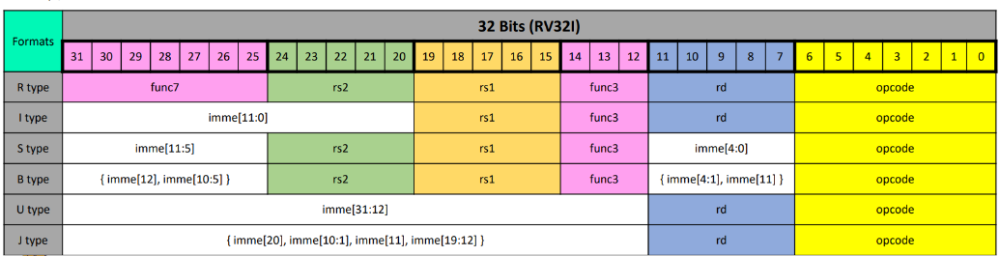 Formats 32 Bits (RV32I)
31 30 29 28 27 26 25 24 23 22 21 20 19 18 17 16 15 14 13 12 11 10 9 8 7 6 5 4 3 2 1 0
R type func7 rs2 rs1 func3 rd opcode
I type imme[11:0] rs1 func3 rd opcode
S type imme[11:5] rs2 rs1 func3 imme[4:0] opcode
B type { imme[12], imme[10:5] } rs2 rs1 func3 { imme[4:1], imme[11] } opcode
U type imme[31:12] rd opcode
J type { imme[20], imme[10:1], imme[11], imme[19:12] } rd opcode